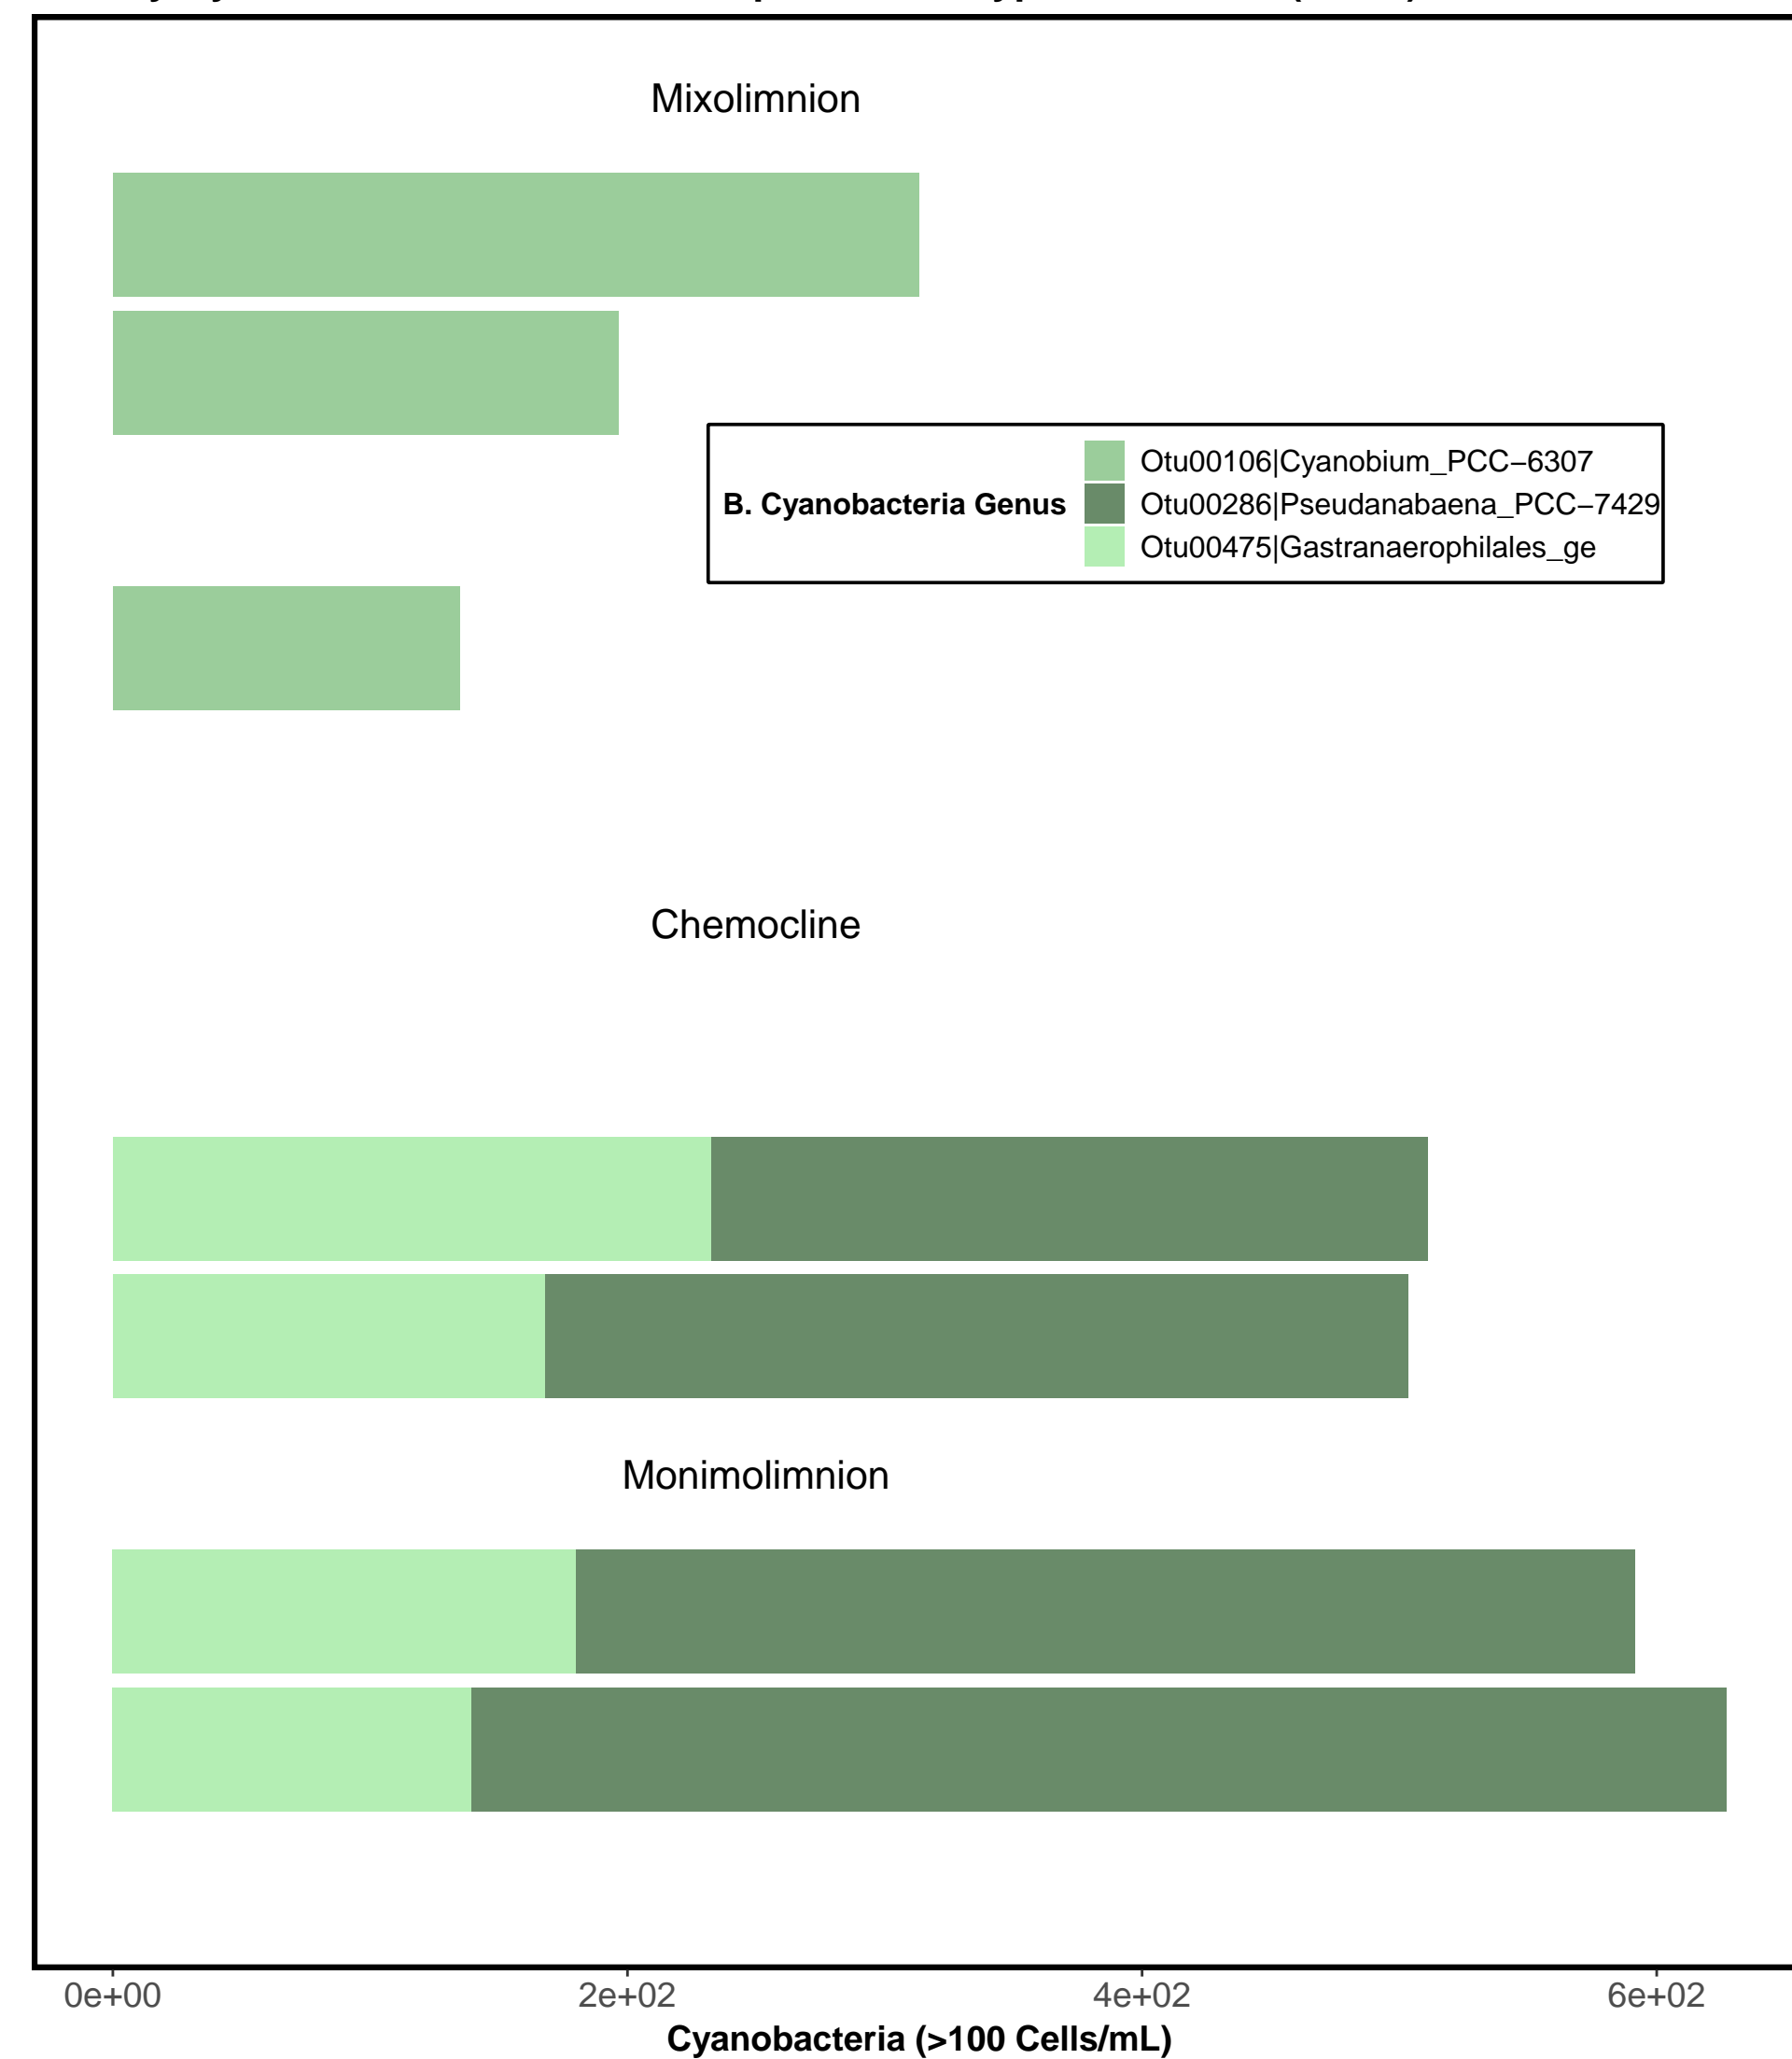 Mixolimnion
B. Cyanobacteria Genus
Otu00106|Cyanobium_PCC−6307
Otu00286|Pseudanabaena_PCC−7429
Otu00475|Gastranaerophilales_ge
Chemocline
Monimolimnion
0e+00 2e+02 4e+02 6e+02
Cyanobacteria (>100 Cells/mL)